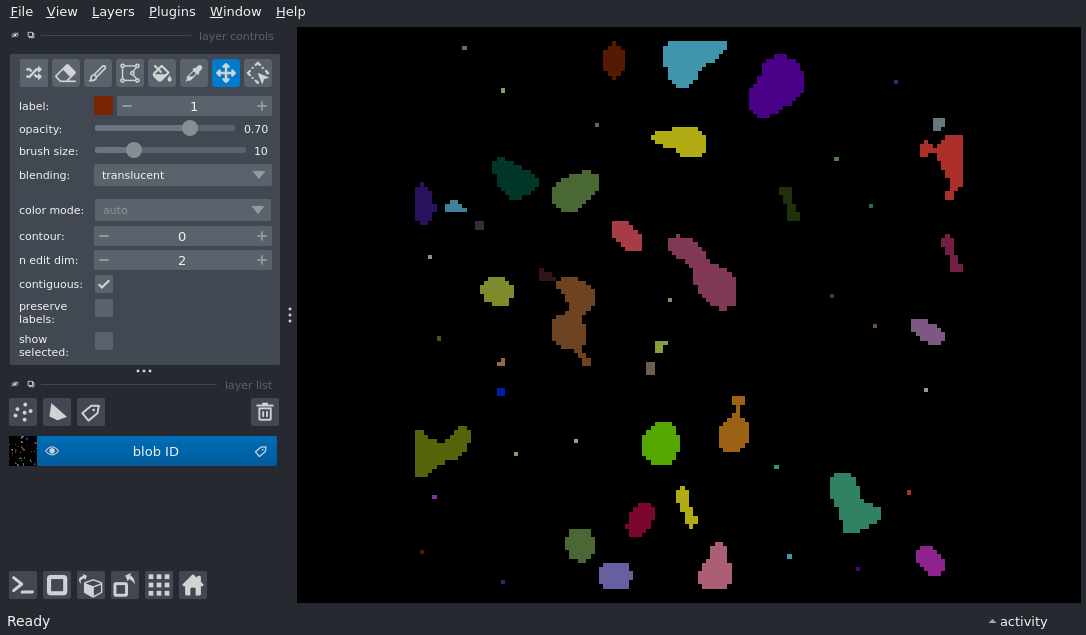 File View Layers Plugins Window Help
layer controls
label: 1
opacity: 0.70
brush size: 10
blending: translucent
color mode: auto
contour: 0
n edit dim: 2
contiguous:
preserve
labels:
show
selected:
layer list
blob ID
Ready activity